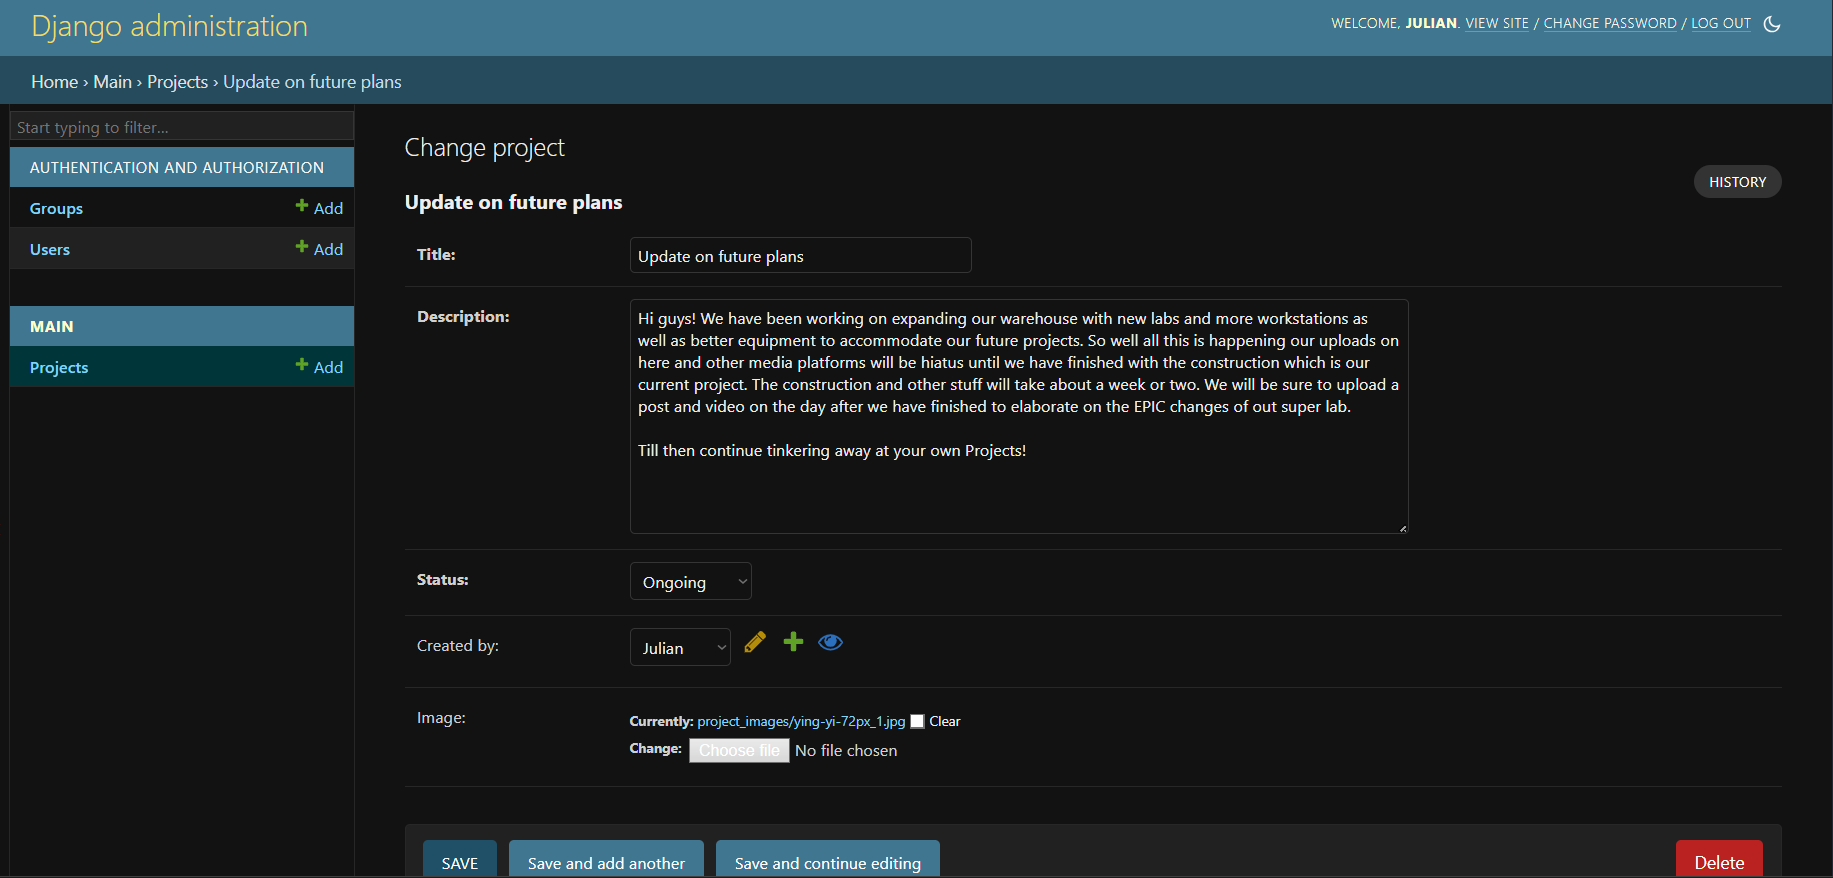 Django administration
WELCOME, JULIAN. VIEW SITE / CHANGE PASSWORD / LOG OUT
Home › Main › Projects › Update on future plans
Start typing to filter...
AUTHENTICATION AND AUTHORIZATION
Groups
Add
Users
Add
MAIN
Projects
Add
Change project
HISTORY
Update on future plans
Title:
Update on future plans
Description:
Hi guys! We have been working on expanding our warehouse with new labs and more workstations as
well as better equipment to accommodate our future projects. So well all this is happening our uploads on
here and other media platforms will be hiatus until we have finished with the construction which is our
current project. The construction and other stuff will take about a week or two. We will be sure to upload a
post and video on the day after we have finished to elaborate on the EPIC changes of out super lab.
Till then continue tinkering away at your own Projects!
Status:
Ongoing
Created by:
Julian
Image:
Currently: project_images/ying-yi-72px_1.jpg Clear
Change: Choose file No file chosen
SAVE
Save and add another
Save and continue editing
Delete